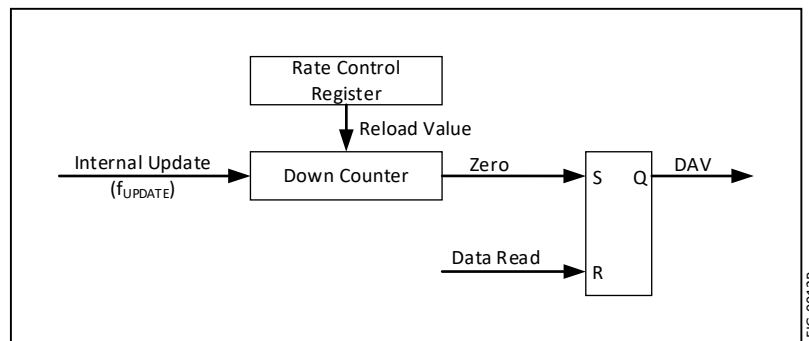 Rate Control
Register
Reload Value
Internal Update
(fUPDATE)
Down Counter
Zero
S
Q
DAV
Data Read
R